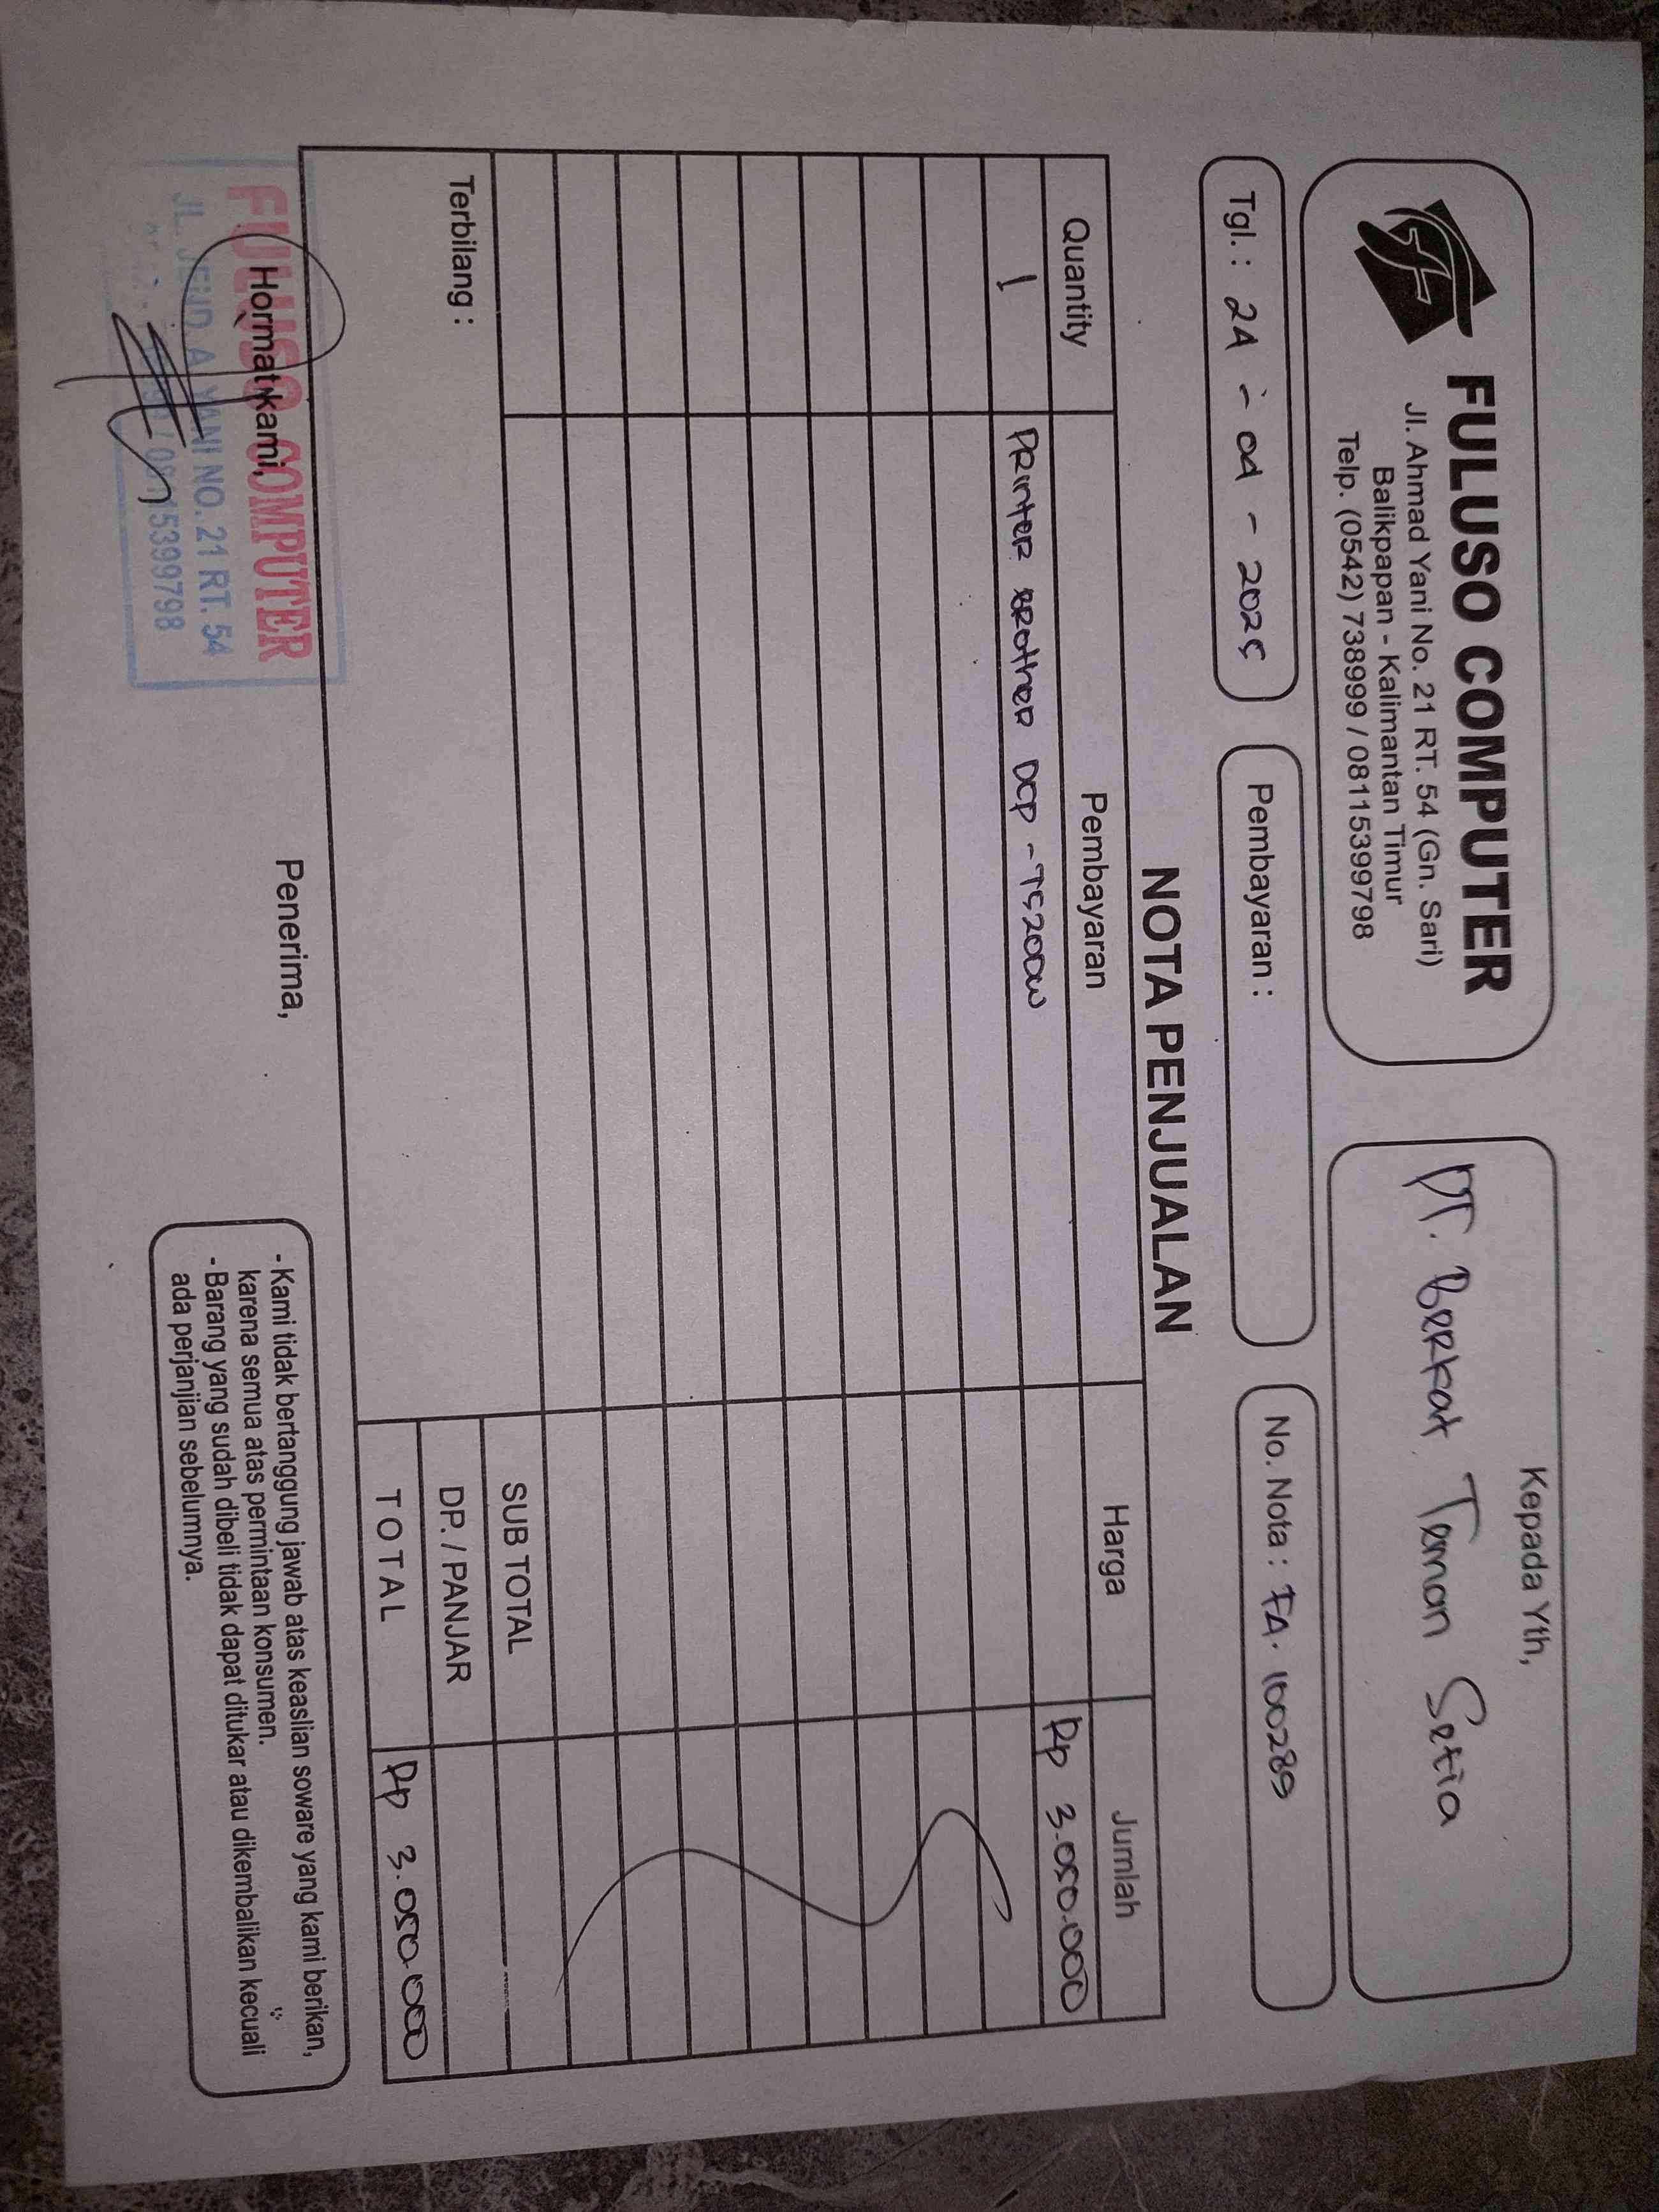 FULUSO COMPUTER
Jl. Ahmad Yani No. 21 RT. 54 (Gn. Sari)
Balikpapan - Kalimantan Timur
Telp. (0542) 738999 / 08115399798
Kepada Yth,
PT. Berkat Teman Setia
Tgl. : 24 - 04 - 2025
Pembayaran :
No. Nota : FA. 100289
NOTA PENJUALAN
Quantity Pembayaran Harga Jumlah
1 Printer Brother DCP - T520DW Rp 3.050.000
SUB TOTAL
DP. / PANJAR
Terbilang :
TOTAL Rp 3.050.000
Hormat kami,
Penerima,
FULUSO COMPUTER
JL. JEND. A. YANI NO. 21 RT. 54
08115399798
- Kami tidak bertanggung jawab atas keaslian soware yang kami berikan,
karena semua atas permintaan konsumen.
- Barang yang sudah dibeli tidak dapat ditukar atau dikembalikan kecuali
ada perjanjian sebelumnya.